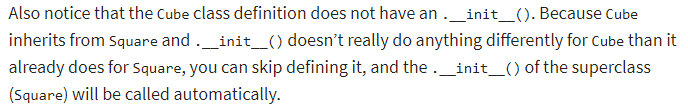 Also notice that the Cube class definition does not have an .__init__(). Because Cube
inherits from Square and .__init__() doesn’t really do anything differently for Cube than it
already does for Square, you can skip defining it, and the .__init__() of the superclass
(Square) will be called automatically.